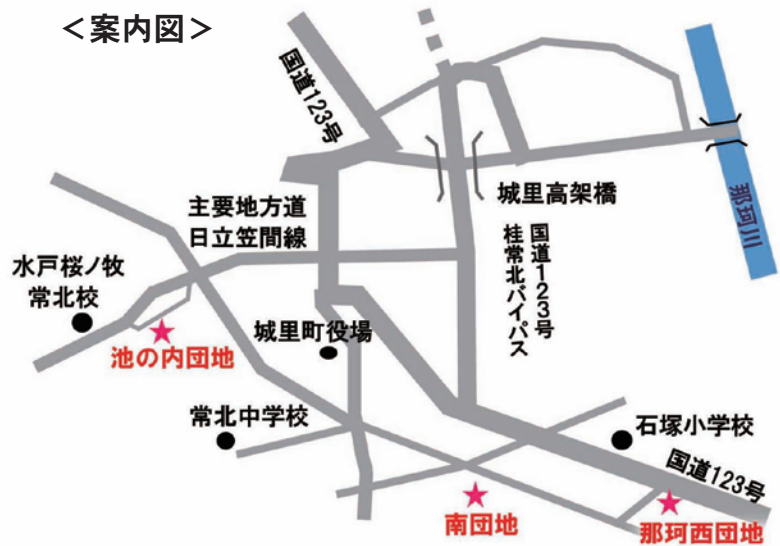 ＜案内図＞
国道123号
主要地方道
日立笠間線
城里高架橋
那珂川
国道123号
桂常北バイパス
水戸桜ノ牧
常北校
池の内団地
城里町役場
常北中学校
石塚小学校
国道123号
南団地
那珂西団地